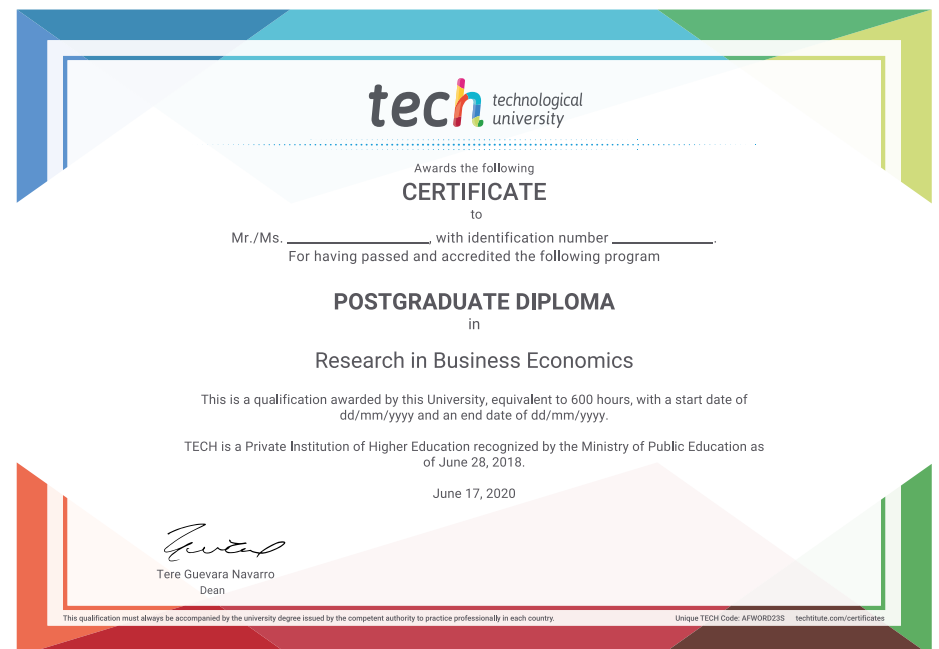 tech technological
university
Awards the following
CERTIFICATE
to
Mr./Ms. ____________________, with identification number ______________.
For having passed and accredited the following program
POSTGRADUATE DIPLOMA
in
Research in Business Economics
This is a qualification awarded by this University, equivalent to 600 hours, with a start date of
dd/mm/yyyy and an end date of dd/mm/yyyy.
TECH is a Private Institution of Higher Education recognized by the Ministry of Public Education as
of June 28, 2018.
June 17, 2020
Tere Guevara Navarro
Dean
This qualification must always be accompanied by the university degree issued by the competent authority to practice professionally in each country.
Unique TECH Code: AFWORD23S techtitute.com/certificates